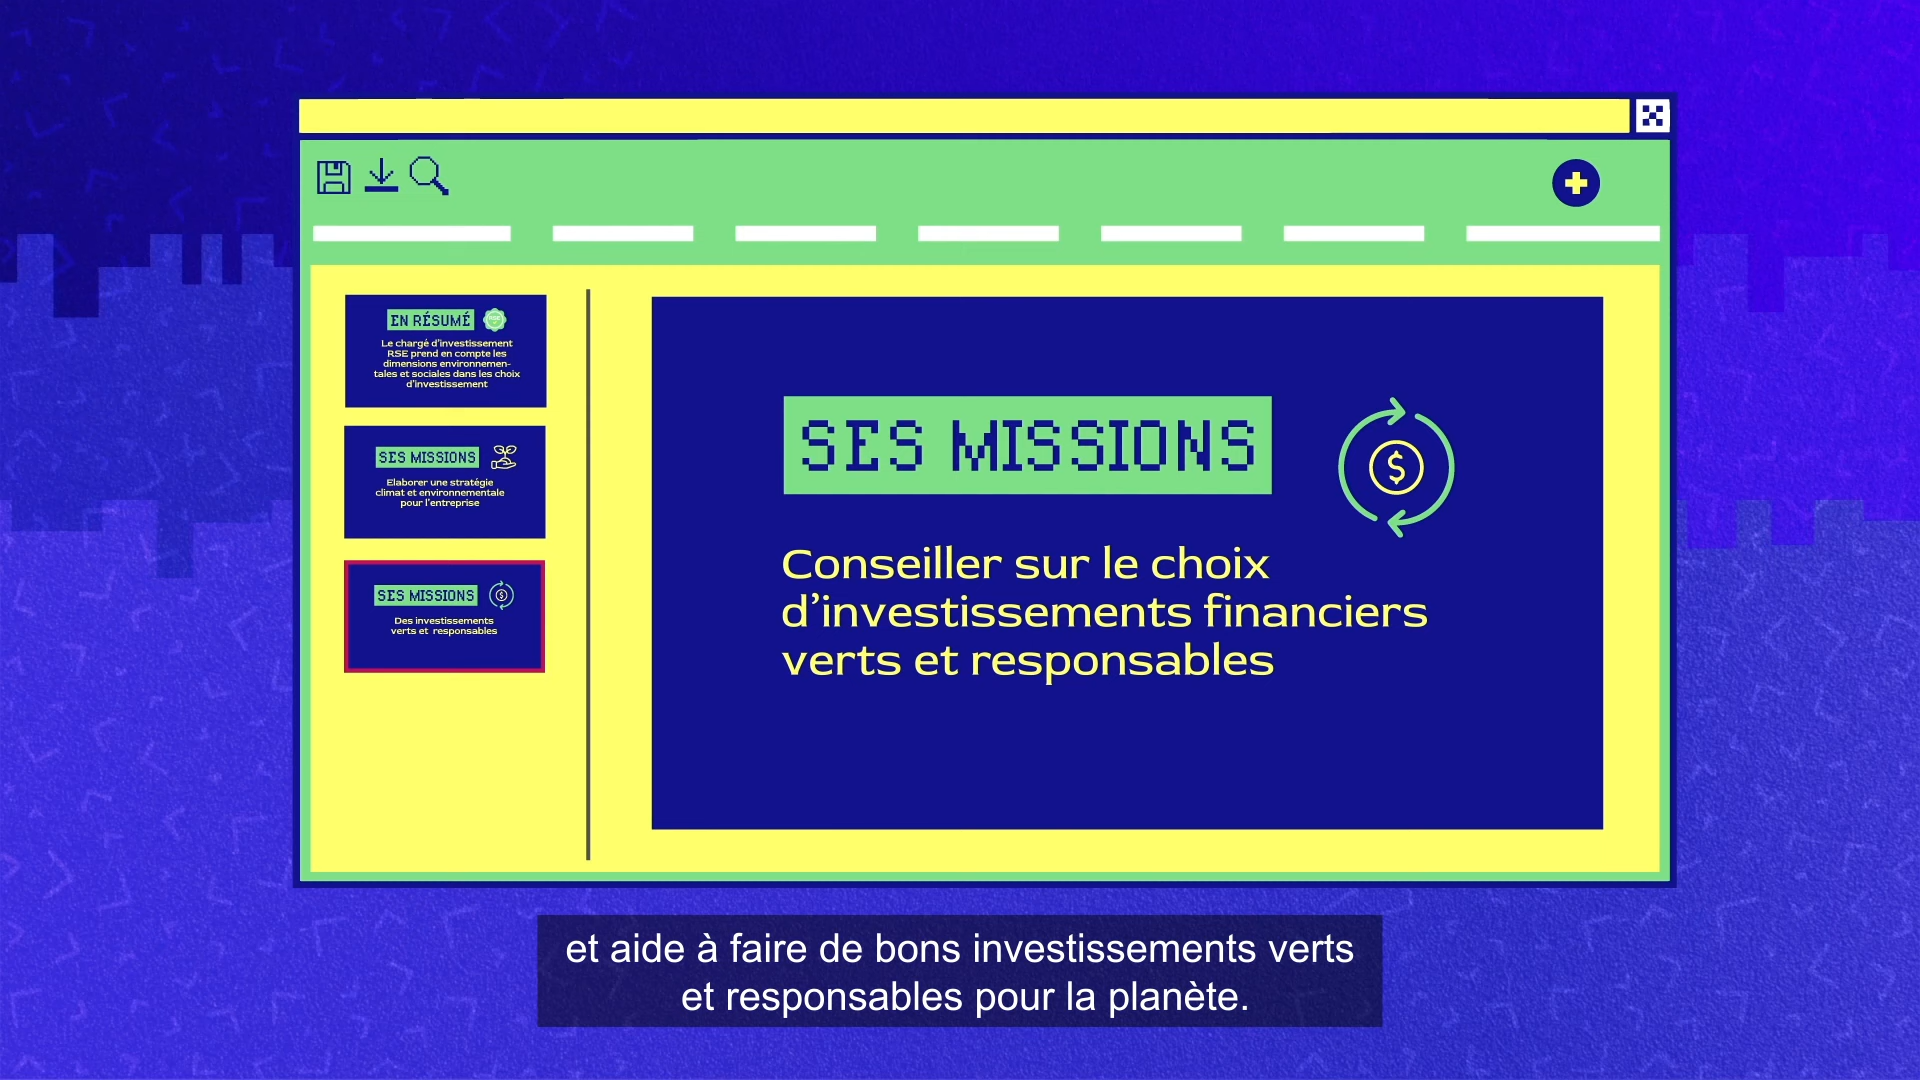 EN RÉSUMÉ
Le chargé d'investissement
RSE prend en compte les
dimensions environnemen-
tales et sociales dans les choix
d'investissement
SES MISSIONS
Elaborer une stratégie
climat et environnementale
pour l'entreprise
SES MISSIONS
$
Des investissements
verts et responsables
SES MISSIONS
$
Conseiller sur le choix
d’investissements financiers
verts et responsables
et aide à faire de bons investissements verts
et responsables pour la planète.